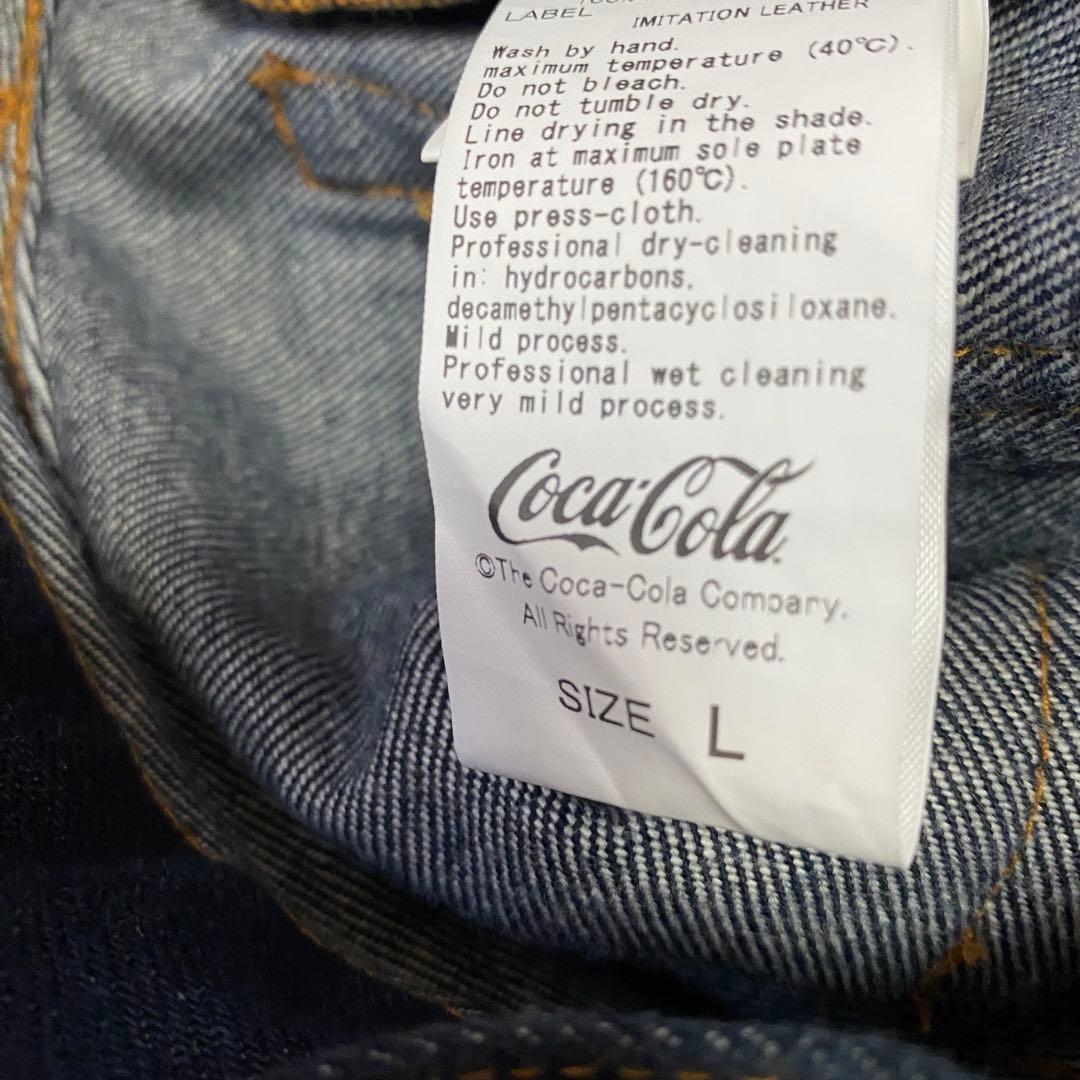 LABEL IMITATION LEATHER
Wash by hand.
maximum temperature (40℃).
Do not bleach.
Do not tumble dry.
Line drying in the shade.
Iron at maximum sole plate
temperature (160℃).
Use press-cloth.
Professional dry-cleaning
in: hydrocarbons,
decamethylpentacyclosiloxane.
Mild process.
Professional wet cleaning
very mild process.
Coca-Cola
©The Coca-Cola Company.
All Rights Reserved.
SIZE L